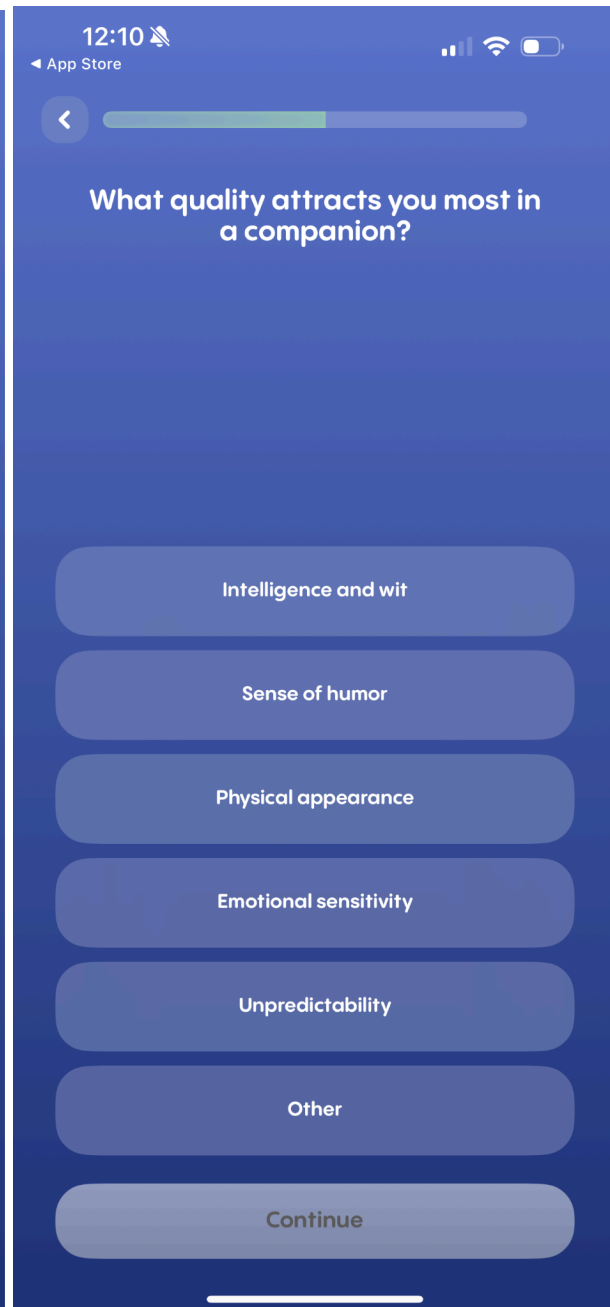 12:10
◀ App Store
What quality attracts you most in
a companion?
Intelligence and wit
Sense of humor
Physical appearance
Emotional sensitivity
Unpredictability
Other
Continue